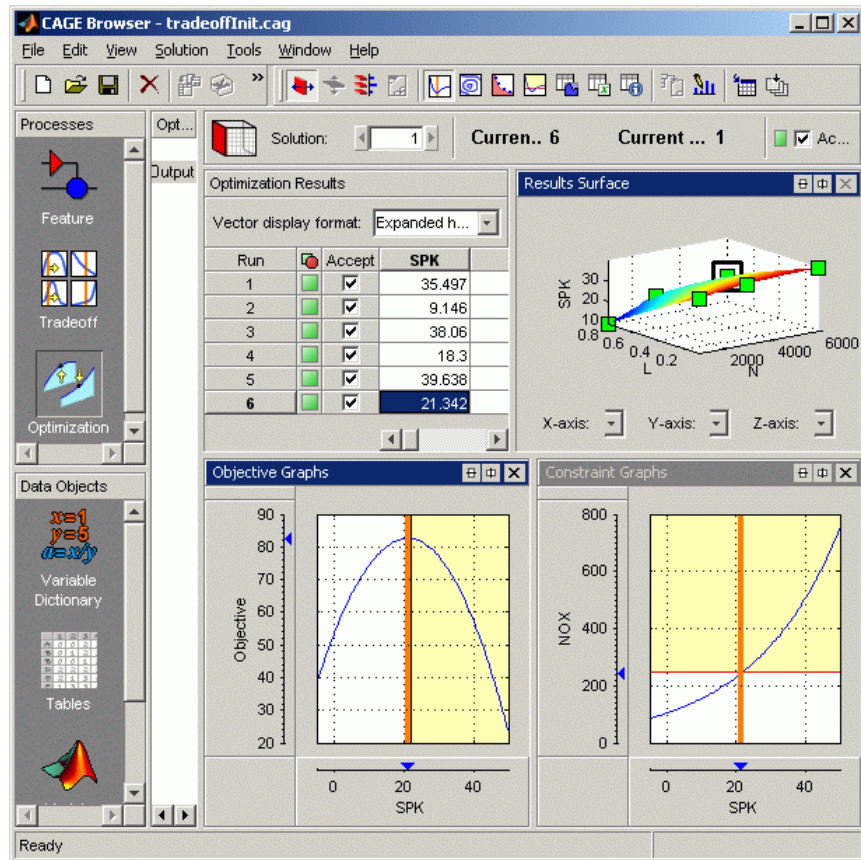 CAGE Browser - tradeoffInit.cag
File Edit View Solution Tools Window Help
»
Processes
Feature
Tradeoff
Optimization
Data Objects
x=1
y=5
a=x/y
Variable
Dictionary
Tables
Opt...
Output
Solution: 1 Curren.. 6 Current ... 1 Ac...
Optimization Results
Vector display format: Expanded h...
Run Accept SPK
1 35.497
2 9.146
3 38.06
4 18.3
5 39.638
6 21.342
Results Surface
SPK
30
20
10
0.8
0.6
0.4
0.2
L
2000
N
4000
6000
X-axis: Y-axis: Z-axis:
Objective Graphs
Objective
90
80
70
60
50
40
30
20
0 20 40
SPK
Constraint Graphs
NOX
800
600
400
200
0
0 20 40
SPK
Ready